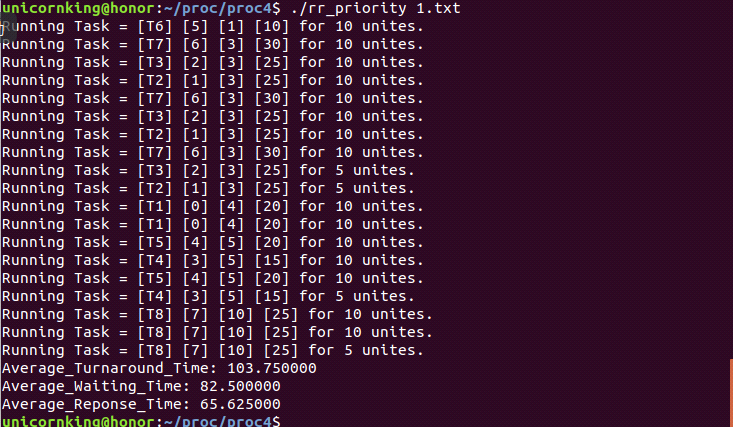 unicornking@honor:~/proc/proc4$ ./rr_priority 1.txt
Running Task = [T6] [5] [1] [10] for 10 unites.
Running Task = [T7] [6] [3] [30] for 10 unites.
Running Task = [T3] [2] [3] [25] for 10 unites.
Running Task = [T2] [1] [3] [25] for 10 unites.
Running Task = [T7] [6] [3] [30] for 10 unites.
Running Task = [T3] [2] [3] [25] for 10 unites.
Running Task = [T2] [1] [3] [25] for 10 unites.
Running Task = [T7] [6] [3] [30] for 10 unites.
Running Task = [T3] [2] [3] [25] for 5 unites.
Running Task = [T2] [1] [3] [25] for 5 unites.
Running Task = [T1] [0] [4] [20] for 10 unites.
Running Task = [T1] [0] [4] [20] for 10 unites.
Running Task = [T5] [4] [5] [20] for 10 unites.
Running Task = [T4] [3] [5] [15] for 10 unites.
Running Task = [T5] [4] [5] [20] for 10 unites.
Running Task = [T4] [3] [5] [15] for 5 unites.
Running Task = [T8] [7] [10] [25] for 10 unites.
Running Task = [T8] [7] [10] [25] for 10 unites.
Running Task = [T8] [7] [10] [25] for 5 unites.
Average_Turnaround_Time: 103.750000
Average_Waiting_Time: 82.500000
Average_Reponse_Time: 65.625000
unicornking@honor:~/proc/proc4$